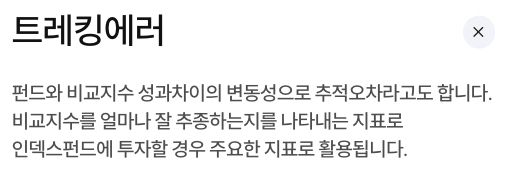 트레킹에러
펀드와 비교지수 성과차이의 변동성으로 추적오차라고도 합니다.
비교지수를 얼마나 잘 추종하는지를 나타내는 지표로
인덱스펀드에 투자할 경우 주요한 지표로 활용됩니다.